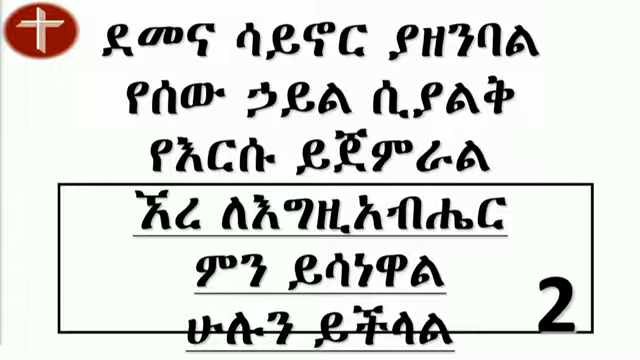 ደመና ሳይኖር ያዘንባል
የሰው ኃይል ሲያልቅ
የእርሱ ይጀምራል
ኧረ ለእግዚአብሔር
ምን ይሳነዋል
ሁሉን ይችላል
2